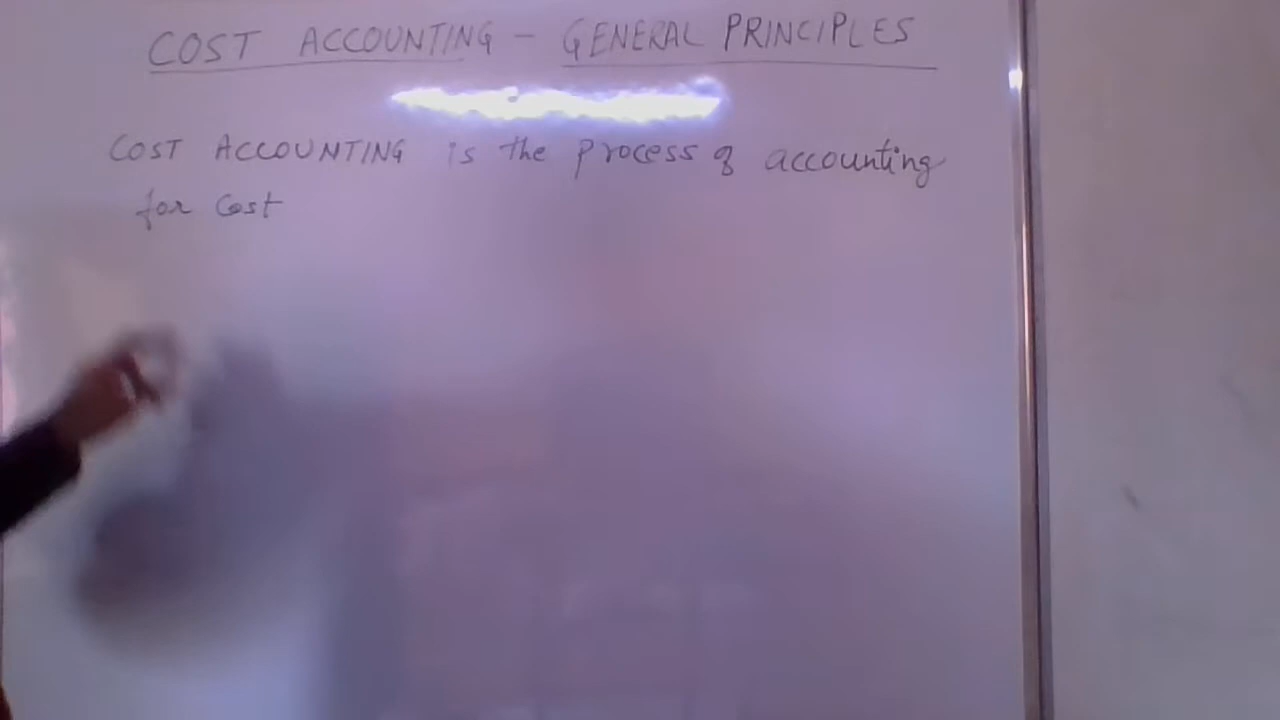 COST ACCOUNTING - GENERAL PRINCIPLES
COST ACCOUNTING is the process of accounting
for cost